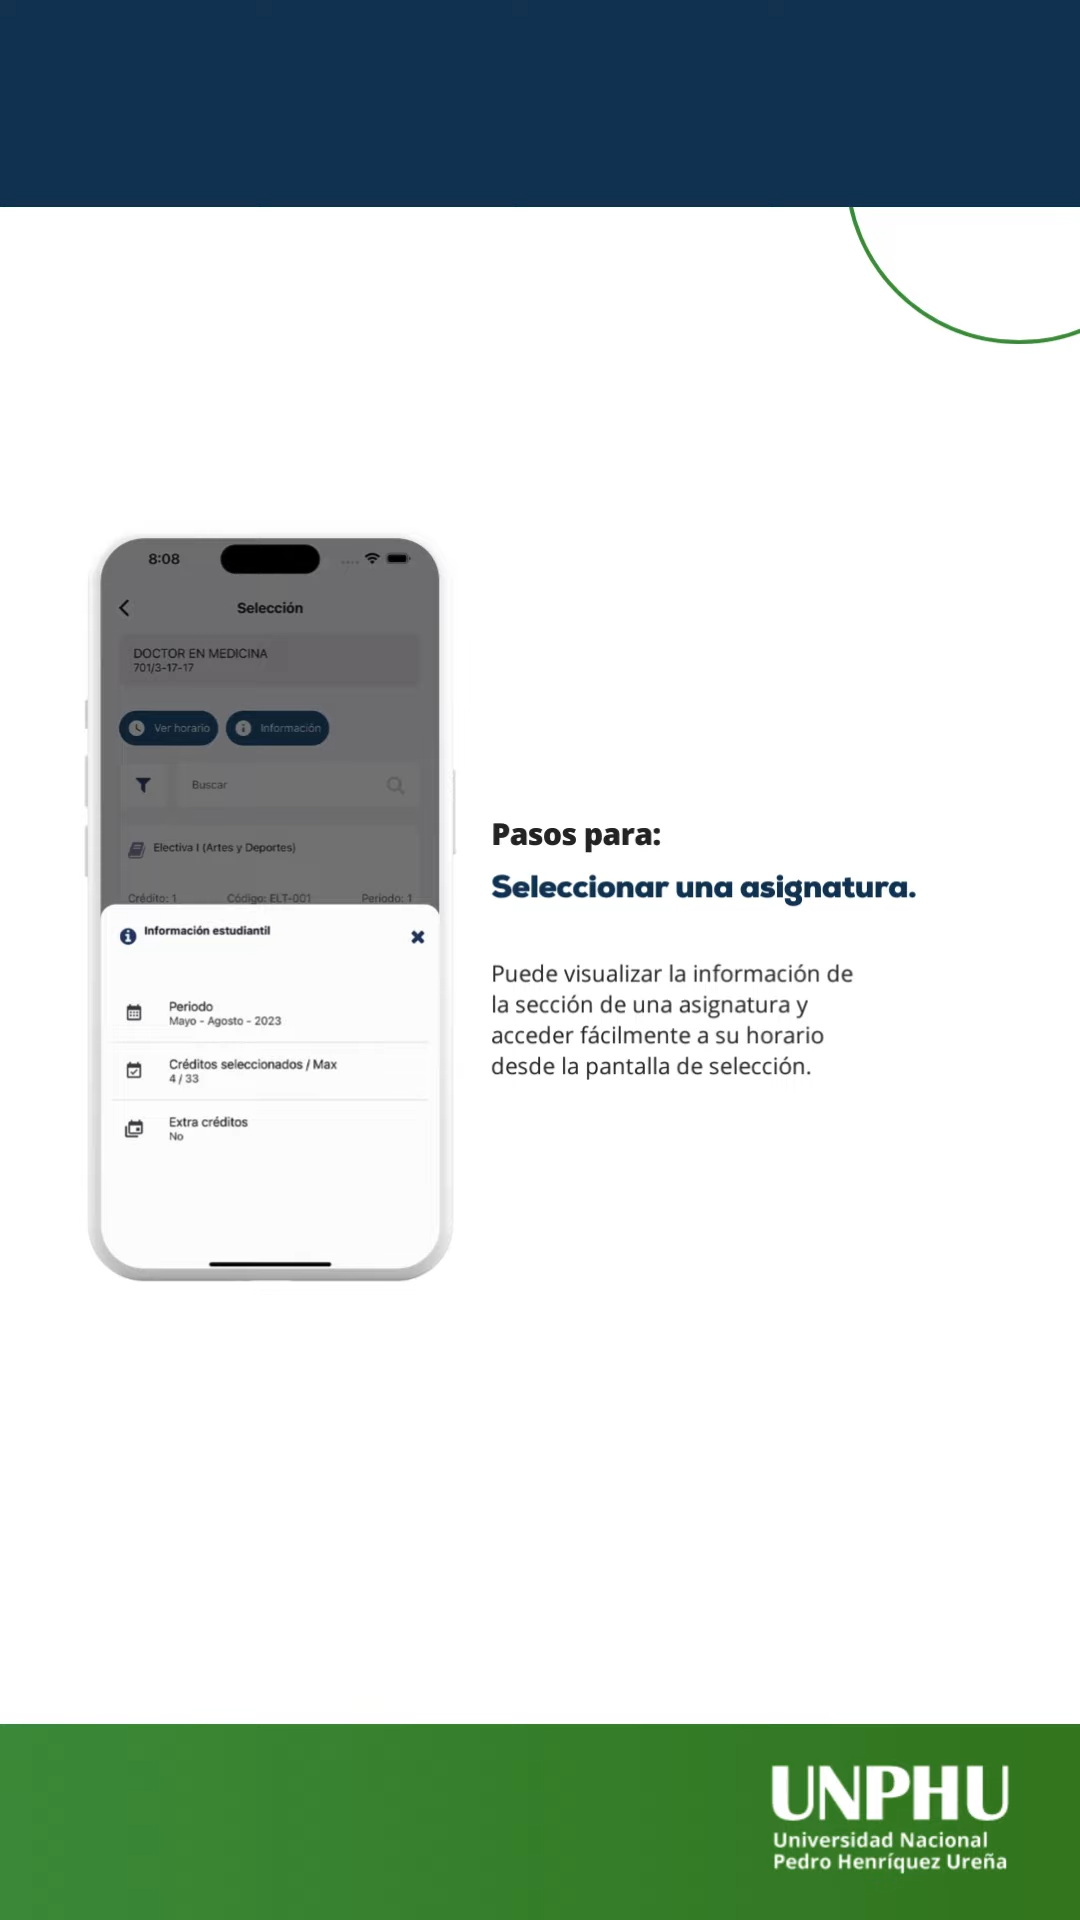 8:08
Selección
DOCTOR EN MEDICINA
701/3-17-17
Ver horario
Información
Buscar
Electiva I (Artes y Deportes)
Crédito: 1 Código: ELT-001 Periodo: 1
Información estudiantil
Periodo
Mayo - Agosto - 2023
Créditos seleccionados / Max
4 / 33
Extra créditos
No
Pasos para:
Seleccionar una asignatura.
Puede visualizar la información de
la sección de una asignatura y
acceder fácilmente a su horario
desde la pantalla de selección.
UNPHU
Universidad Nacional
Pedro Henríquez Ureña